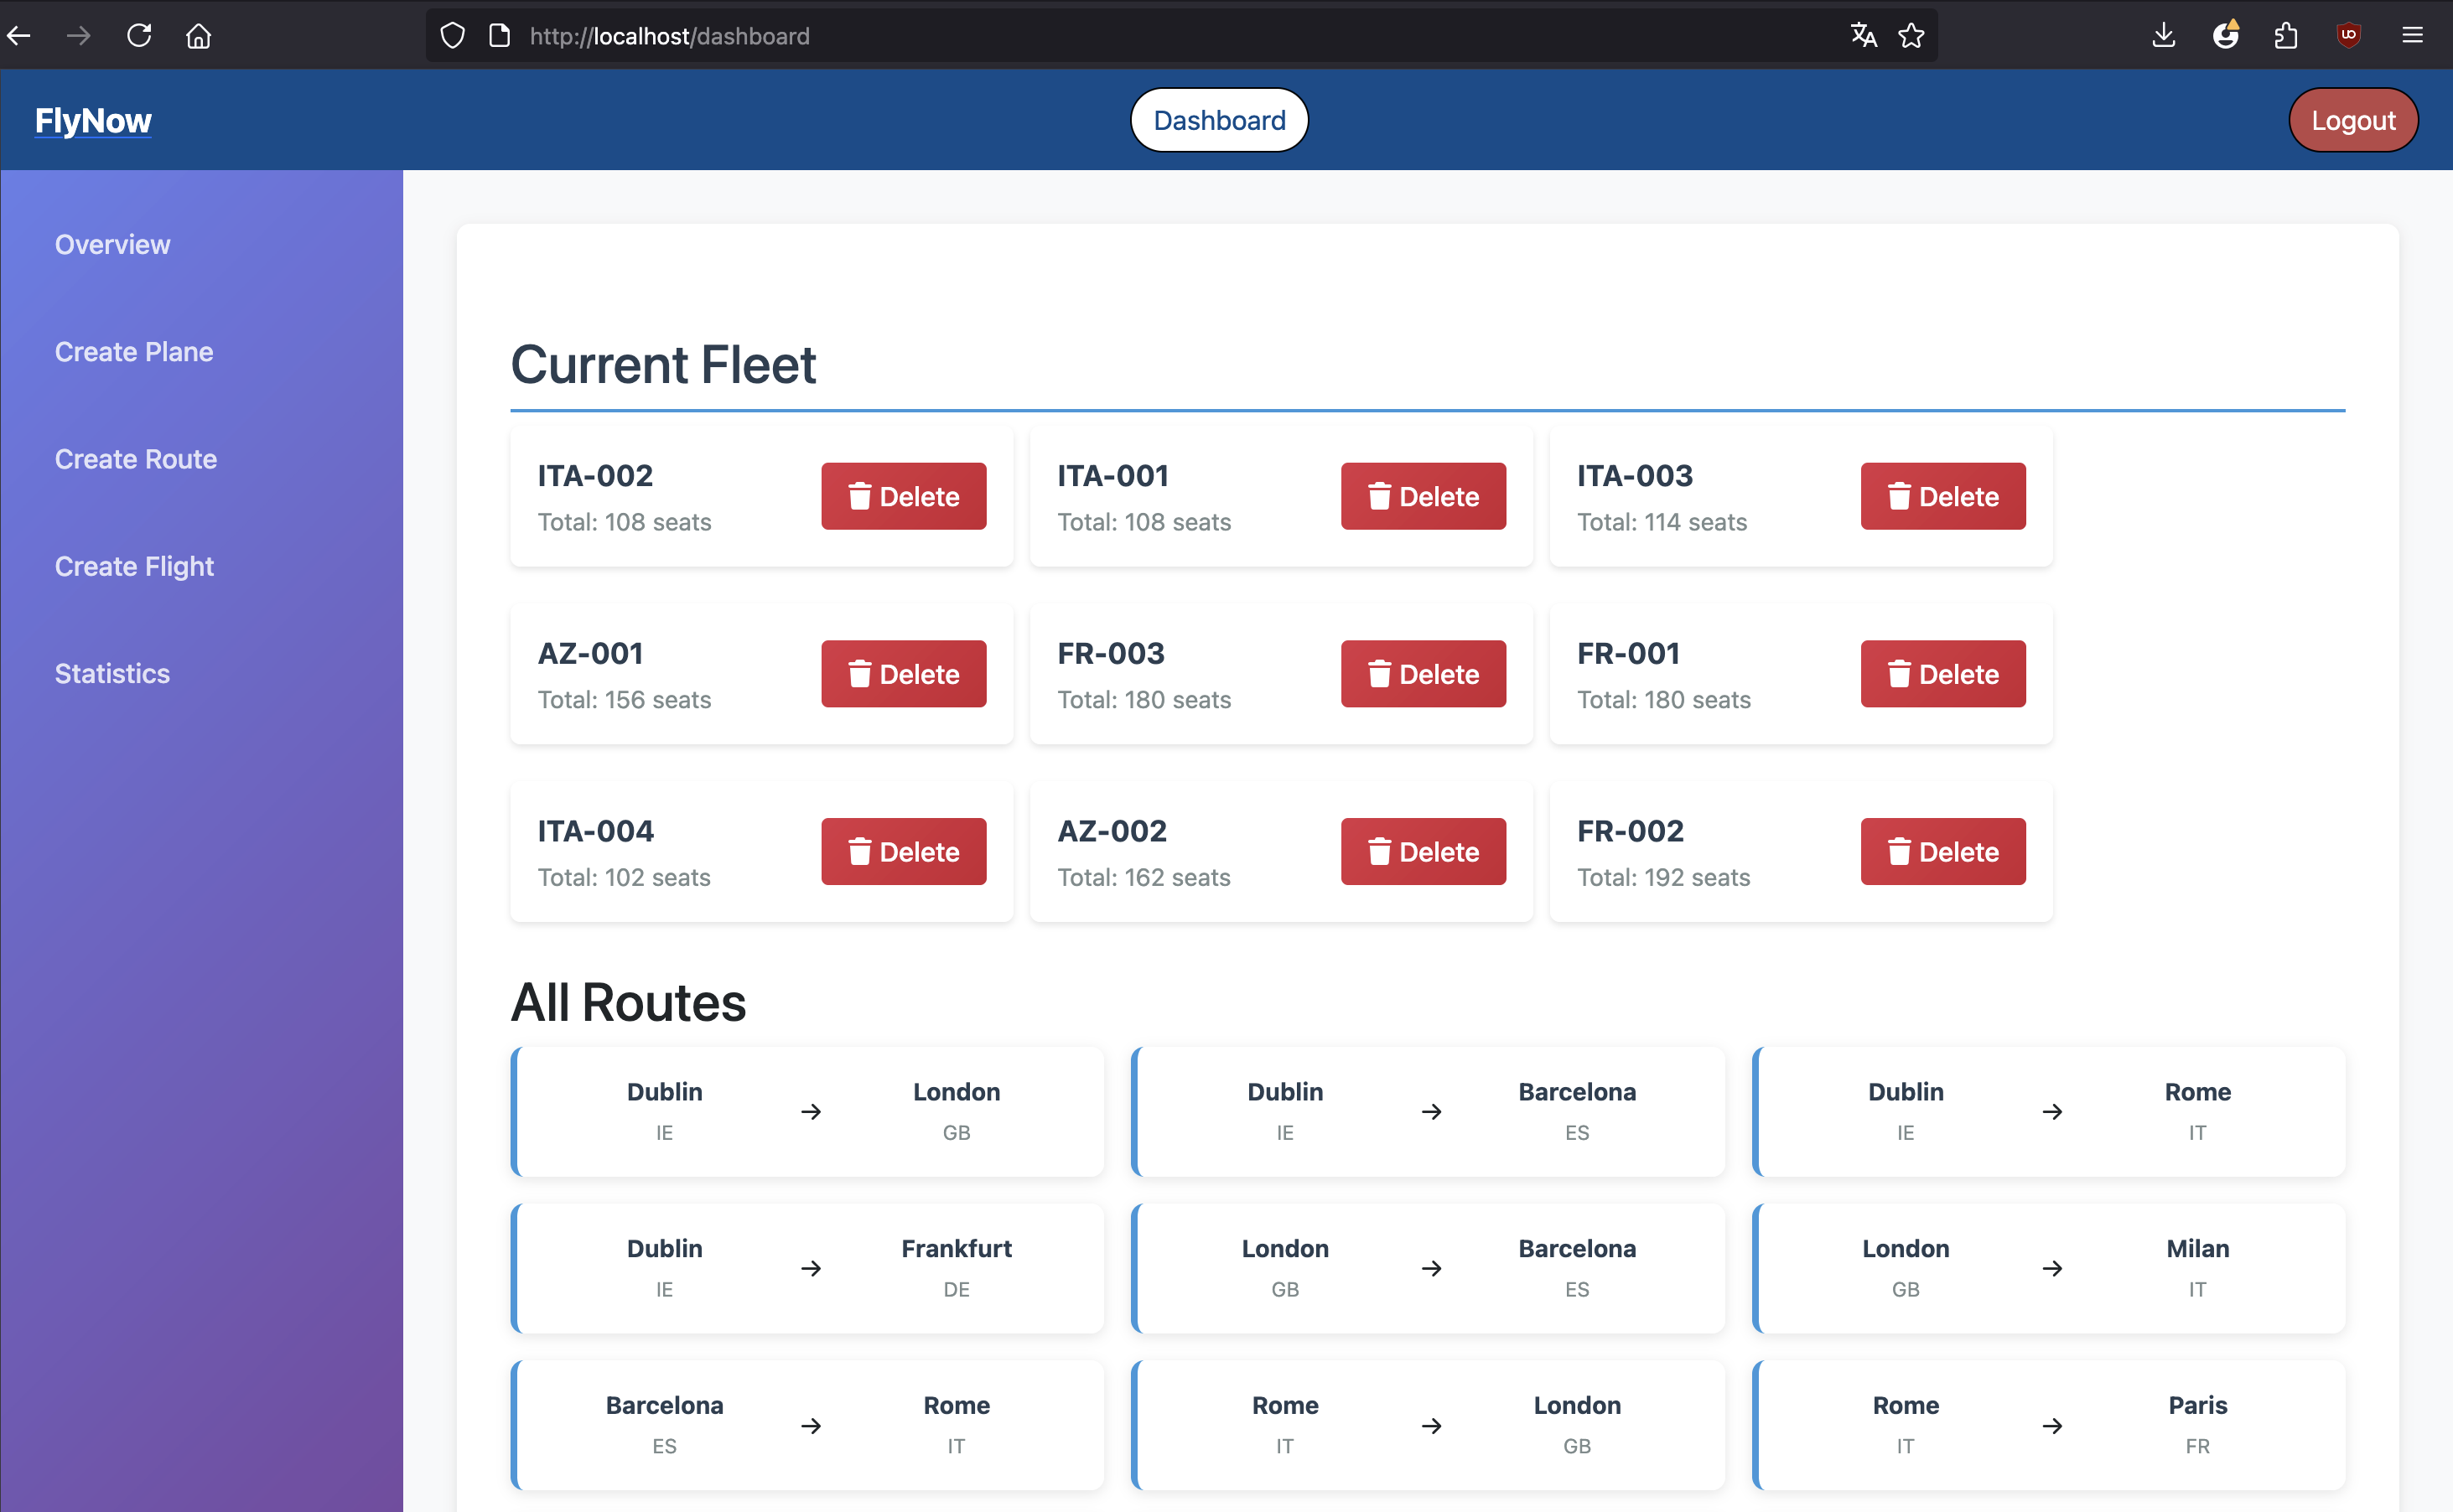 http://localhost/dashboard
FlyNow
Dashboard
Logout
Overview
Create Plane
Create Route
Create Flight
Statistics
Current Fleet
ITA-002
Total: 108 seats
Delete
ITA-001
Total: 108 seats
Delete
ITA-003
Total: 114 seats
Delete
AZ-001
Total: 156 seats
Delete
FR-003
Total: 180 seats
Delete
FR-001
Total: 180 seats
Delete
ITA-004
Total: 102 seats
Delete
AZ-002
Total: 162 seats
Delete
FR-002
Total: 192 seats
Delete
All Routes
Dublin → London
IE GB
Dublin → Barcelona
IE ES
Dublin → Rome
IE IT
Dublin → Frankfurt
IE DE
London → Barcelona
GB ES
London → Milan
GB IT
Barcelona → Rome
ES IT
Rome → London
IT GB
Rome → Paris
IT FR